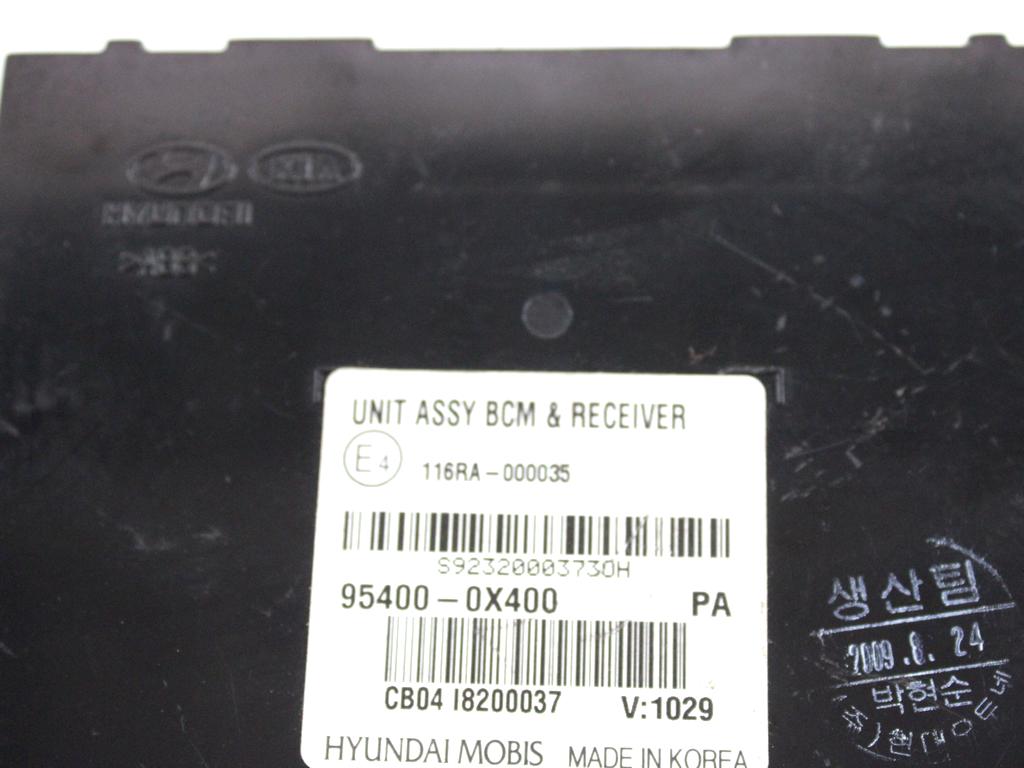 KIA
HYUNDAI
UNIT ASSY BCM & RECEIVER
E4
116RA-000035
S92320003730H
95400-0X400 PA
CB04 I8200037 V:1029
HYUNDAI MOBIS MADE IN KOREA
생산팀
2009.8.24
박현순